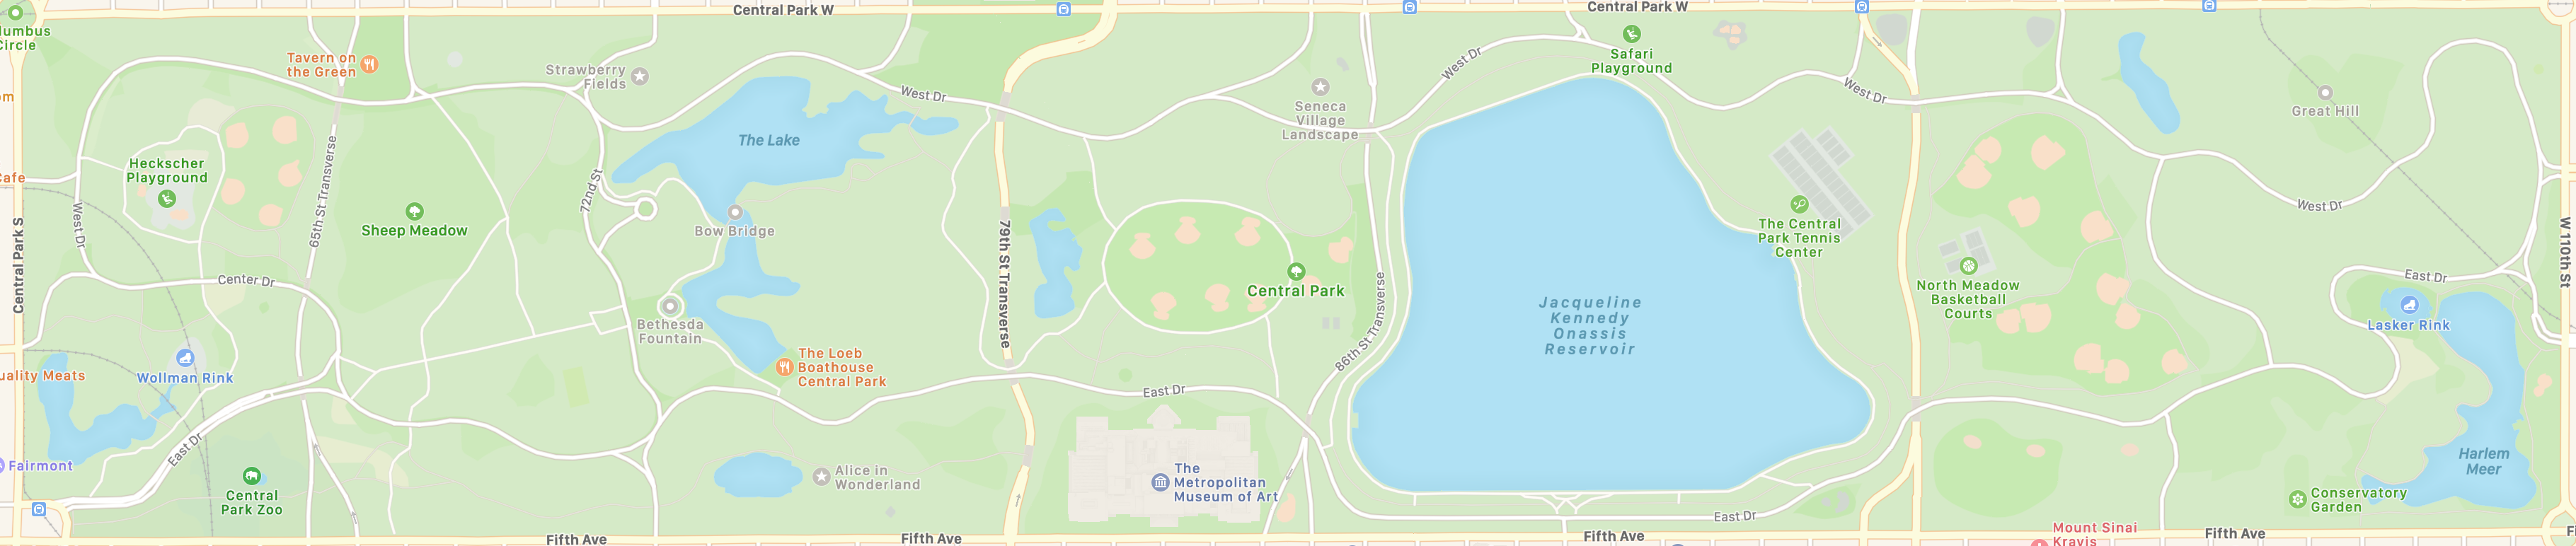 Central Park W
Central Park W
lumbus
Circle
Tavern on
the Green
Strawberry
Fields
West Dr
West Dr
Safari
Playground
West Dr
Seneca
Village
Landscape
Great Hill
om
The Lake
Heckscher
Playground
Cafe
65th St Transverse
72nd St
West Dr
Sheep Meadow
Bow Bridge
79th St Transverse
The Central
Park Tennis
Center
West Dr
Central Park S
W 110th St
Center Dr
Central Park
86th St Transverse
Jacqueline
Kennedy
Onassis
Reservoir
North Meadow
Basketball
Courts
East Dr
Lasker Rink
Bethesda
Fountain
The Loeb
Boathouse
Central Park
uality Meats
Wollman Rink
East Dr
East Dr
Fairmont
Central
Park Zoo
Alice in
Wonderland
The
Metropolitan
Museum of Art
Harlem
Meer
Conservatory
Garden
East Dr
Fifth Ave
Fifth Ave
Fifth Ave
Mount Sinai
Kravis
Fifth Ave
Fi